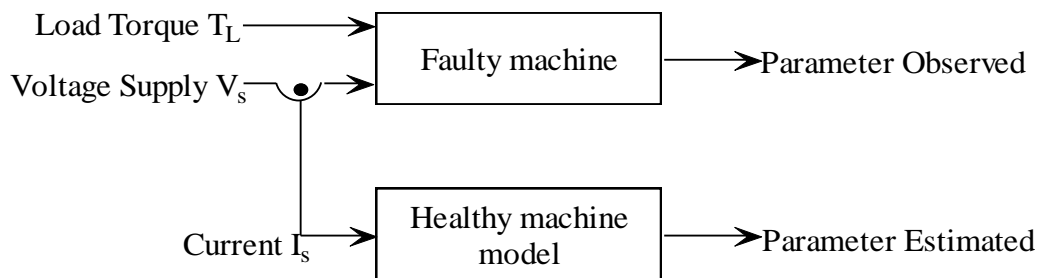 Load Torque T_L
Faulty machine
Parameter Observed
Voltage Supply V_s
Healthy machine
model
Current I_s
Parameter Estimated